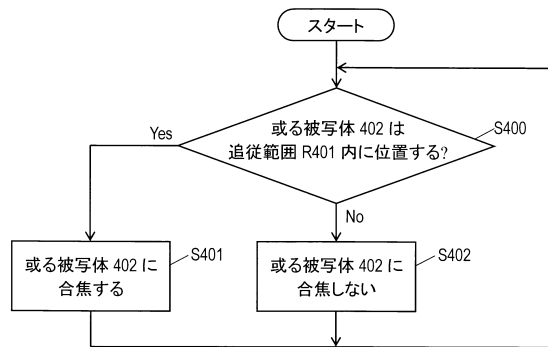 スタート
或る被写体 402 は
追従範囲 R401 内に位置する?
S400
Yes
No
或る被写体 402 に
合焦する
S401
或る被写体 402 に
合焦しない
S402